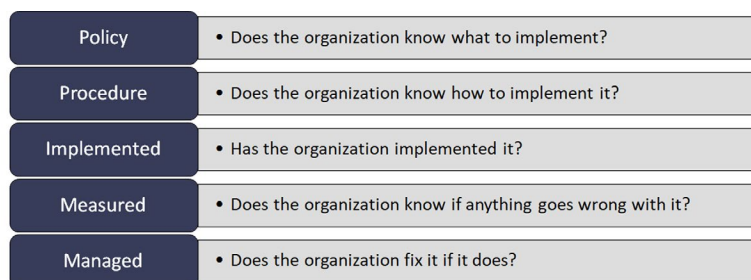 Policy
• Does the organization know what to implement?
Procedure
• Does the organization know how to implement it?
Implemented
• Has the organization implemented it?
Measured
• Does the organization know if anything goes wrong with it?
Managed
• Does the organization fix it if it does?